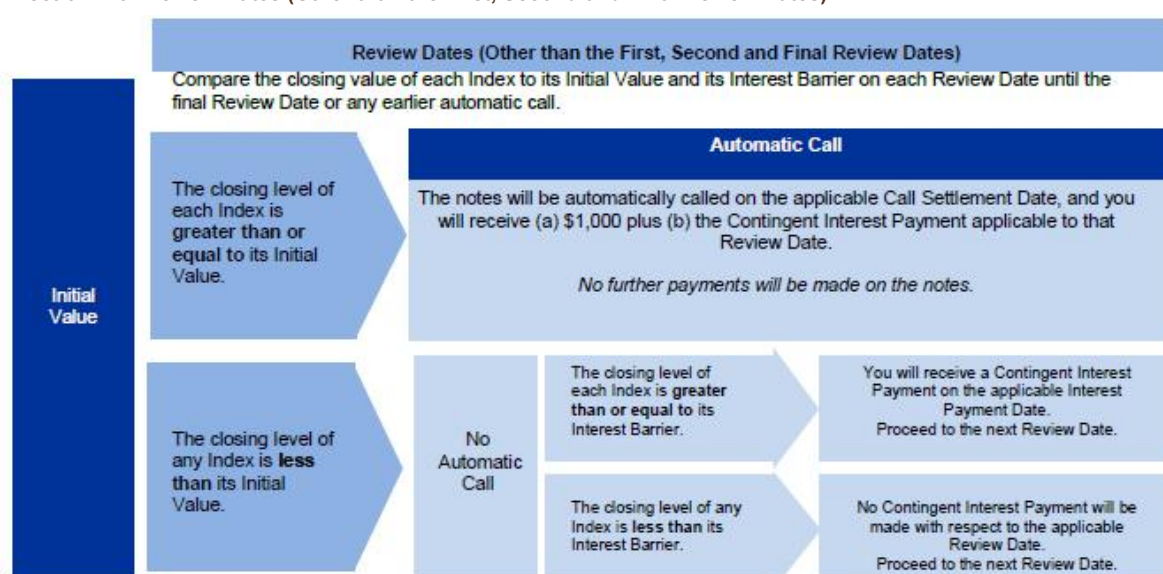 Review Dates (Other than the First, Second and Final Review Dates)
Compare the closing value of each Index to its Initial Value and its Interest Barrier on each Review Date until the
final Review Date or any earlier automatic call.
Initial
Value
The closing level of
each Index is
greater than or
equal to its Initial
Value.
Automatic Call
The notes will be automatically called on the applicable Call Settlement Date, and you
will receive (a) $1,000 plus (b) the Contingent Interest Payment applicable to that
Review Date.
No further payments will be made on the notes.
The closing level of
any Index is less
than its Initial
Value.
No
Automatic
Call
The closing level of
each Index is greater
than or equal to its
Interest Barrier.
You will receive a Contingent Interest
Payment on the applicable Interest
Payment Date.
Proceed to the next Review Date.
The closing level of any
Index is less than its
Interest Barrier.
No Contingent Interest Payment will be
made with respect to the applicable
Review Date.
Proceed to the next Review Date.